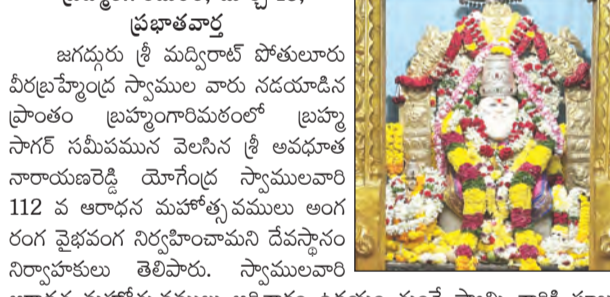 ప్రభాతవార్త
జగద్గురు శ్రీ మద్విరాట్ పోతులూరు
వీరబ్రహ్మేంద్ర స్వాముల వారు నడయాడిన
ప్రాంతం బ్రహ్మంగారిమఠంలో బ్రహ్మ
సాగర్ సమీపమున వెలసిన శ్రీ అవధూత
నారాయణరెడ్డి యోగేంద్ర స్వాములవారి
112 వ ఆరాధన మహోత్సవములు అంగ
రంగ వైభవంగ నిర్వహించామని దేవస్థానం
నిర్వాహకులు తెలిపారు. స్వాములవారి